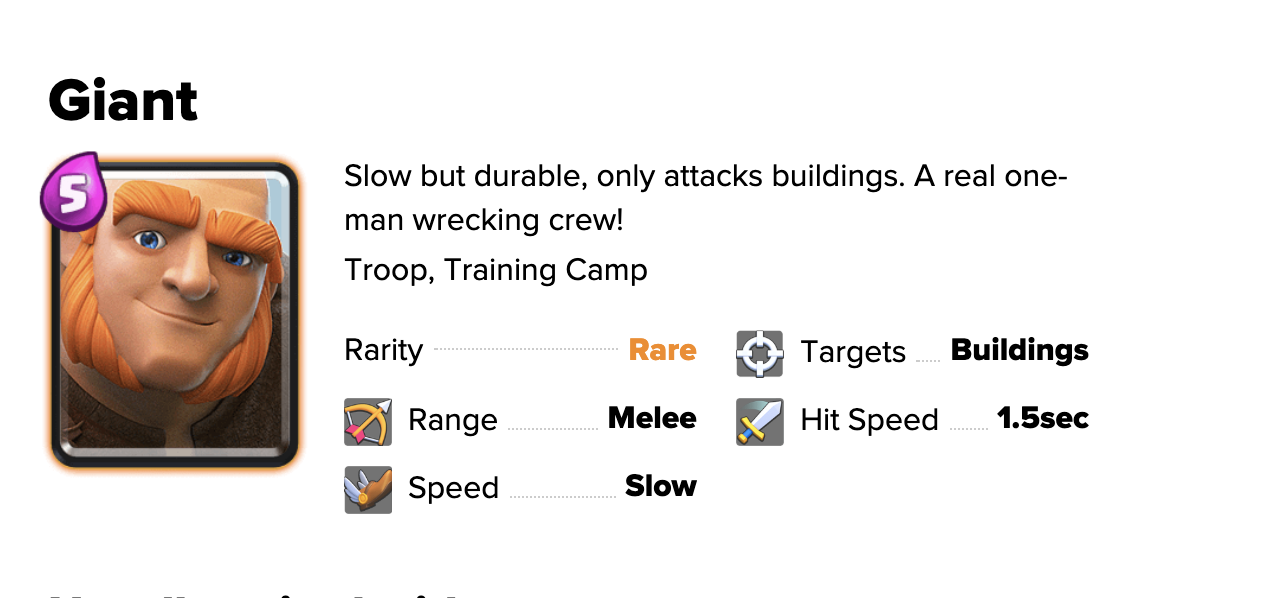 Giant
5
Slow but durable, only attacks buildings. A real one-
man wrecking crew!
Troop, Training Camp
Rarity Rare
Targets Buildings
Range Melee
Hit Speed 1.5sec
Speed Slow